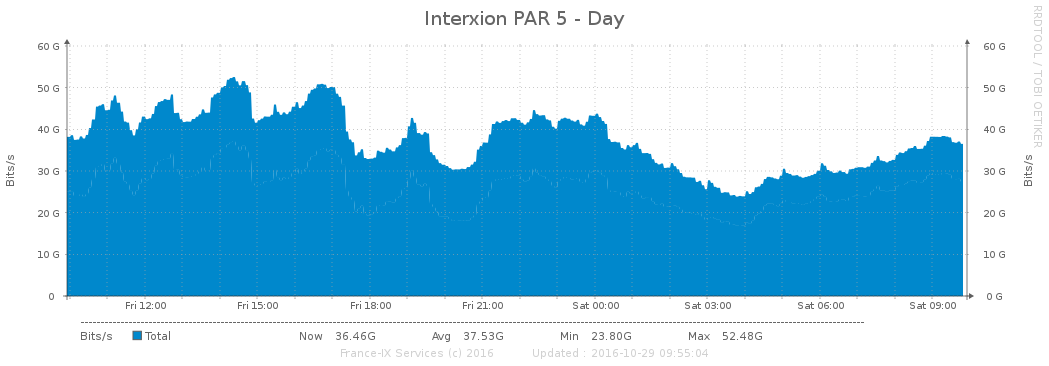 Interxion PAR 5 - Day
RRDTOOL / TOBI OETIKER
Bits/s
60 G 60 G
50 G 50 G
40 G 40 G
30 G 30 G
20 G 20 G
10 G 10 G
0 0 G
Bits/s
Fri 12:00 Fri 15:00 Fri 18:00 Fri 21:00 Sat 00:00 Sat 03:00 Sat 06:00 Sat 09:00
Bits/s Total Now 36.46G Avg 37.53G Min 23.80G Max 52.48G
France-IX Services (c) 2016 Updated : 2016-10-29 09:55:04